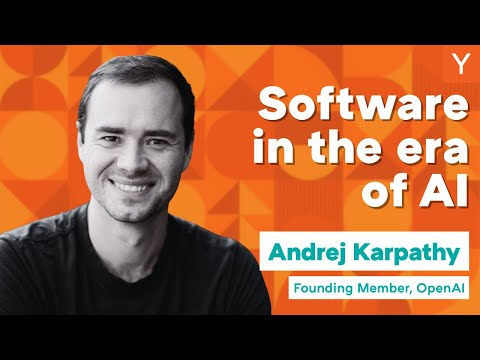 Y
Software
in the era
of AI
Andrej Karpathy
Founding Member, OpenAI